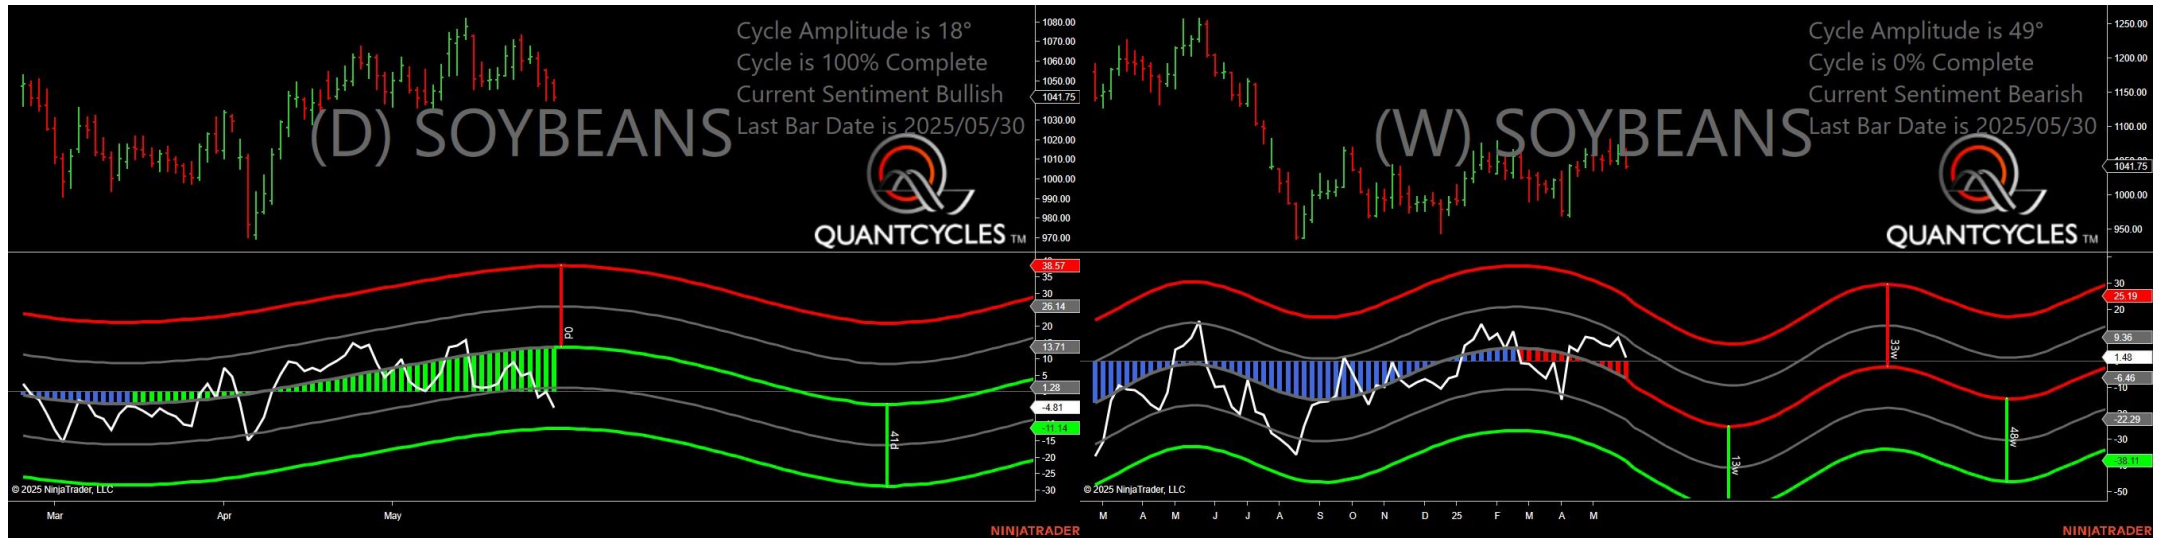 Cycle Amplitude is 18°
Cycle is 100% Complete
Current Sentiment Bullish
Last Bar Date is 2025/05/30
(D) SOYBEANS
QUANTCYCLES TM
1080.00
1070.00
1060.00
1050.00
1041.75
1030.00
1020.00
1010.00
1000.00
990.00
980.00
970.00
38.57
35
30
26.14
20
13.71
10
5
1.28
-4.81
-11.14
-15
-20
-25
-30
0d
41d
© 2025 NinjaTrader, LLC
Mar Apr May
NINJATRADER
Cycle Amplitude is 49°
Cycle is 0% Complete
Current Sentiment Bearish
Last Bar Date is 2025/05/30
(W) SOYBEANS
QUANTCYCLES TM
1250.00
1200.00
1150.00
1100.00
1041.75
1000.00
950.00
30
25.19
20
9.36
1.48
-6.46
-10
-22.29
-30
-38.11
-50
13w
33w
48w
© 2025 NinjaTrader, LLC
M A M J J A S O N D 25 F M A M
NINJATRADER